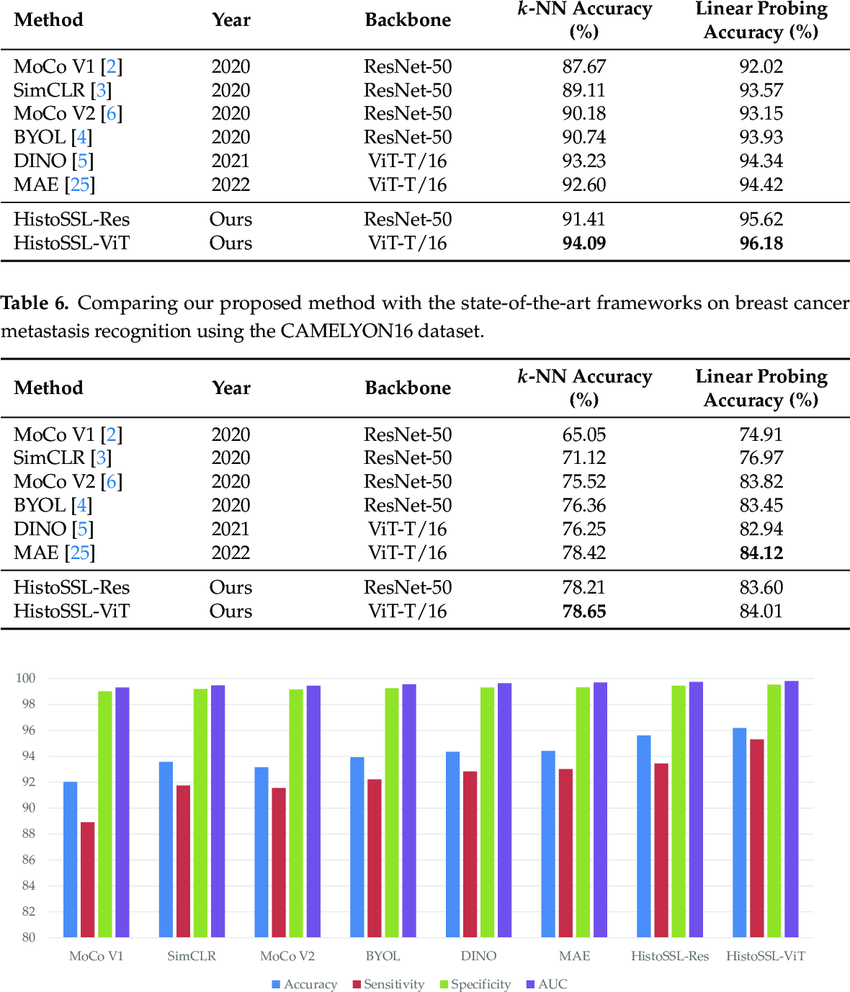 Method Year Backbone k-NN Accuracy (%) Linear Probing Accuracy (%)
MoCo V1 [2] 2020 ResNet-50 87.67 92.02
SimCLR [3] 2020 ResNet-50 89.11 93.57
MoCo V2 [6] 2020 ResNet-50 90.18 93.15
BYOL [4] 2020 ResNet-50 90.74 93.93
DINO [5] 2021 ViT-T/16 93.23 94.34
MAE [25] 2022 ViT-T/16 92.60 94.42
HistoSSL-Res Ours ResNet-50 91.41 95.62
HistoSSL-ViT Ours ViT-T/16 94.09 96.18
Table 6. Comparing our proposed method with the state-of-the-art frameworks on breast cancer
metastasis recognition using the CAMELYON16 dataset.
Method Year Backbone k-NN Accuracy (%) Linear Probing Accuracy (%)
MoCo V1 [2] 2020 ResNet-50 65.05 74.91
SimCLR [3] 2020 ResNet-50 71.12 76.97
MoCo V2 [6] 2020 ResNet-50 75.52 83.82
BYOL [4] 2020 ResNet-50 76.36 83.45
DINO [5] 2021 ViT-T/16 76.25 82.94
MAE [25] 2022 ViT-T/16 78.42 84.12
HistoSSL-Res Ours ResNet-50 78.21 83.60
HistoSSL-ViT Ours ViT-T/16 78.65 84.01
100
98
96
94
92
90
88
86
84
82
80
MoCo V1 SimCLR MoCo V2 BYOL DINO MAE HistoSSL-Res HistoSSL-ViT
Accuracy Sensitivity Specificity AUC